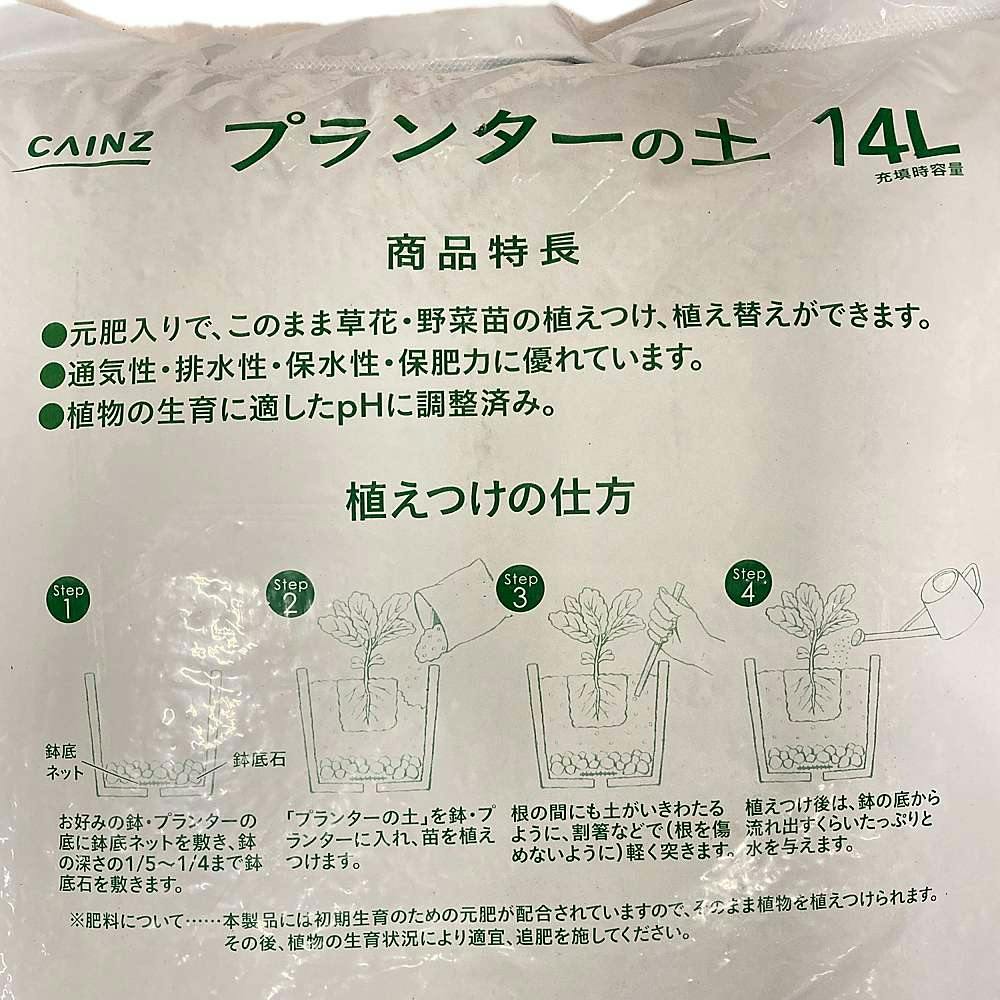 CAINZ プランターの土 14L
充填時容量
商品特長
●元肥入りで、このまま草花・野菜苗の植えつけ、植え替えができます。
●通気性・排水性・保水性・保肥力に優れています。
●植物の生育に適したpHに調整済み。
植えつけの仕方
Step 1
鉢底
ネット
鉢底石
お好みの鉢・プランターの
底に鉢底ネットを敷き、鉢
の深さの1/5～1/4まで鉢
底石を敷きます。
Step 2
「プランターの土」を鉢・プ
ランターに入れ、苗を植え
つけます。
Step 3
根の間にも土がいきわたる
ように、割箸などで(根を傷
めないように)軽く突きます。
Step 4
植えつけ後は、鉢の底から
流れ出すくらいたっぷりと
水を与えます。
※肥料について……本製品には初期生育のための元肥が配合されていますので、そのまま植物を植えつけられます。
その後、植物の生育状況により適宜、追肥を施してください。